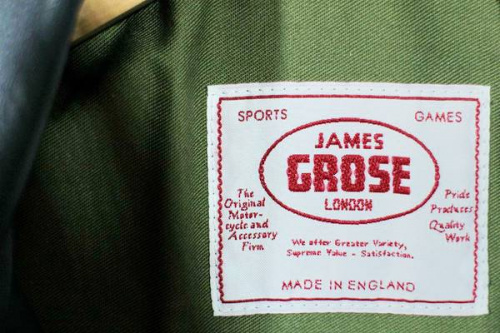 SPORTS GAMES
JAMES
GROSE
LONDON
The
Original
Motor-
cycle and
Accessory
Firm
Pride
Produces
Quality
Work
We offer Greater Variety,
Supreme Value - Satisfaction.
MADE IN ENGLAND